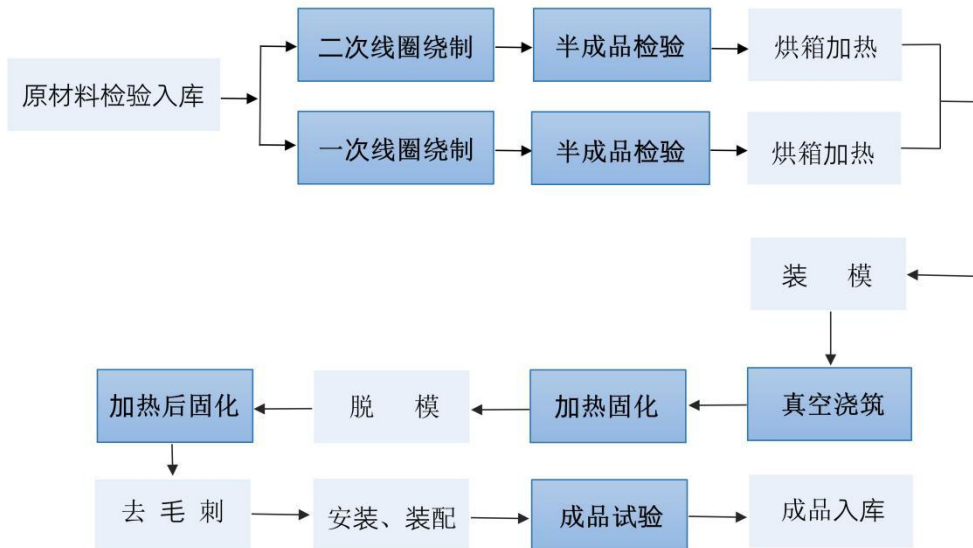 二次线圈绕制
半成品检验
烘箱加热
原材料检验入库
一次线圈绕制
半成品检验
烘箱加热
装 模
加热后固化
脱 模
加热固化
真空浇筑
去 毛 刺
安装、装配
成品试验
成品入库